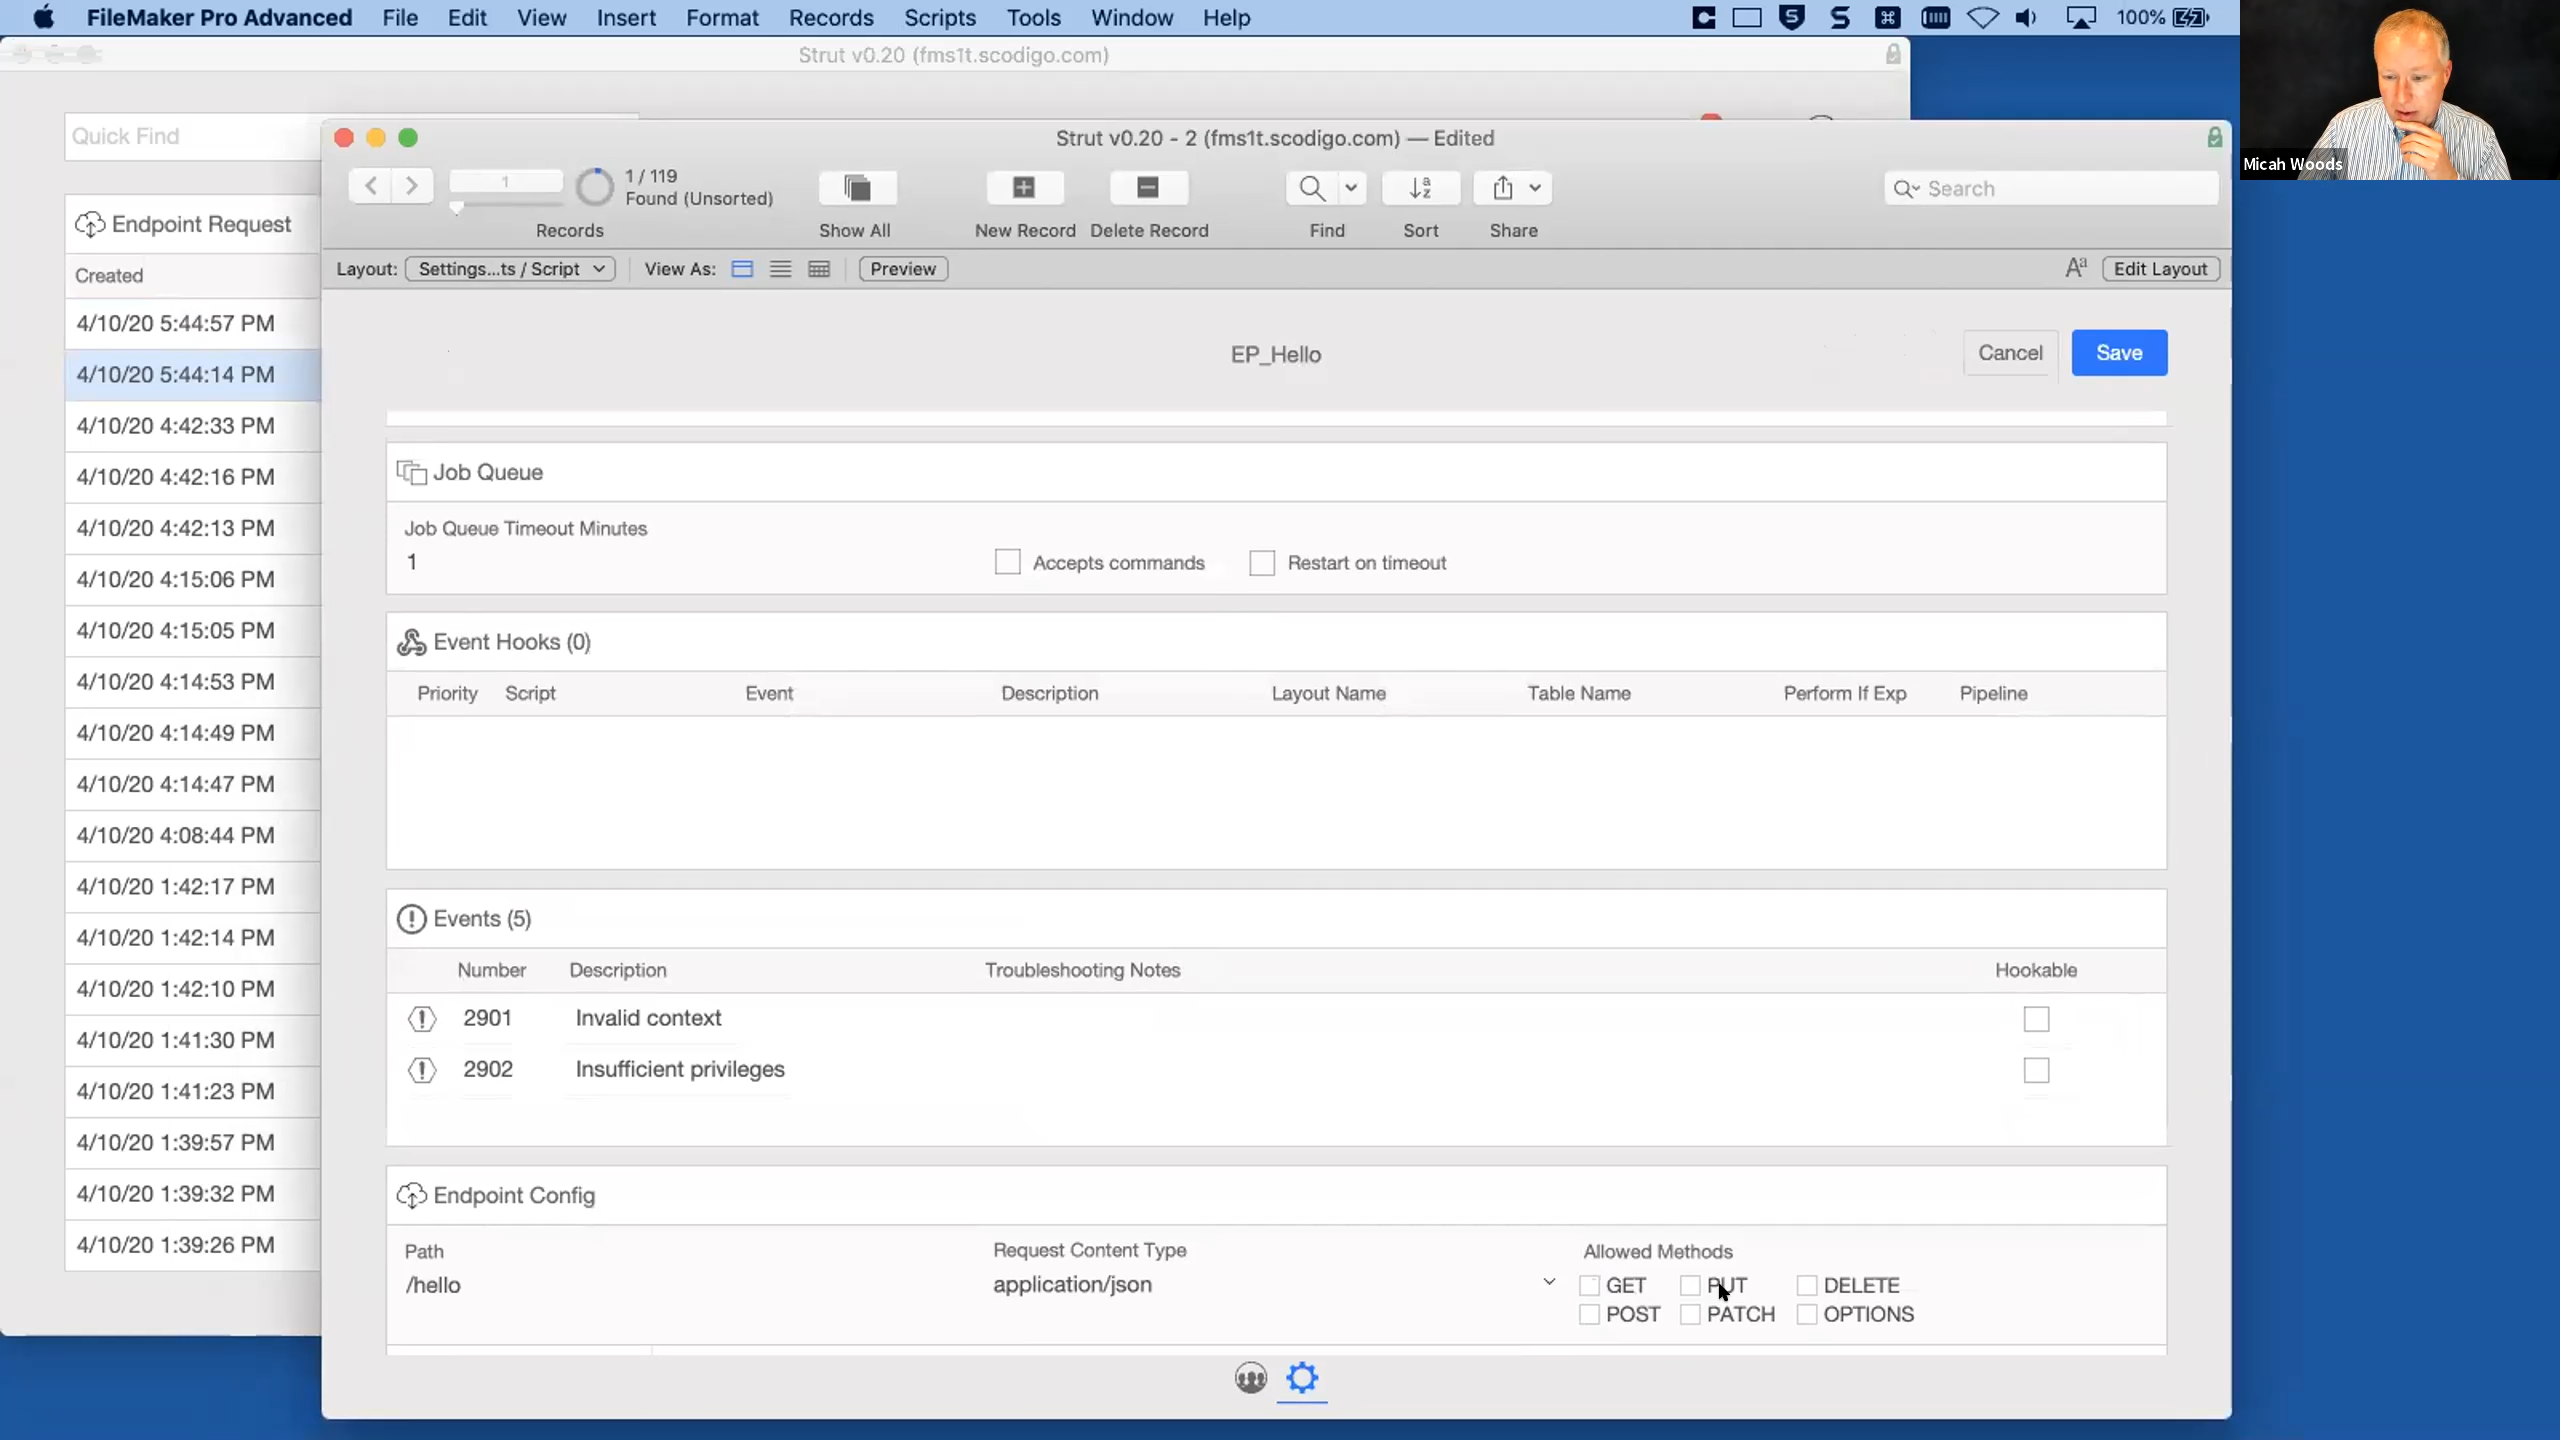 FileMaker Pro Advanced File Edit View Insert Format Records Scripts Tools Window Help 100%
Strut v0.20 (fms1t.scodigo.com)
Quick Find
Endpoint Request
Created
4/10/20 5:44:57 PM
4/10/20 5:44:14 PM
4/10/20 4:42:33 PM
4/10/20 4:42:16 PM
4/10/20 4:42:13 PM
4/10/20 4:15:06 PM
4/10/20 4:15:05 PM
4/10/20 4:14:53 PM
4/10/20 4:14:49 PM
4/10/20 4:14:47 PM
4/10/20 4:08:44 PM
4/10/20 1:42:17 PM
4/10/20 1:42:14 PM
4/10/20 1:42:10 PM
4/10/20 1:41:30 PM
4/10/20 1:41:23 PM
4/10/20 1:39:57 PM
4/10/20 1:39:32 PM
4/10/20 1:39:26 PM
Strut v0.20 - 2 (fms1t.scodigo.com) — Edited
1
1 / 119
Found (Unsorted)
Search
Records Show All New Record Delete Record Find Sort Share
Layout: Settings...ts / Script View As: Preview Aª Edit Layout
EP_Hello Cancel Save
Job Queue
Job Queue Timeout Minutes
1 Accepts commands Restart on timeout
Event Hooks (0)
Priority Script Event Description Layout Name Table Name Perform If Exp Pipeline
Events (5)
Number Description Troubleshooting Notes Hookable
2901 Invalid context
2902 Insufficient privileges
Endpoint Config
Path Request Content Type Allowed Methods
/hello application/json GET PUT DELETE
POST PATCH OPTIONS
Micah Woods